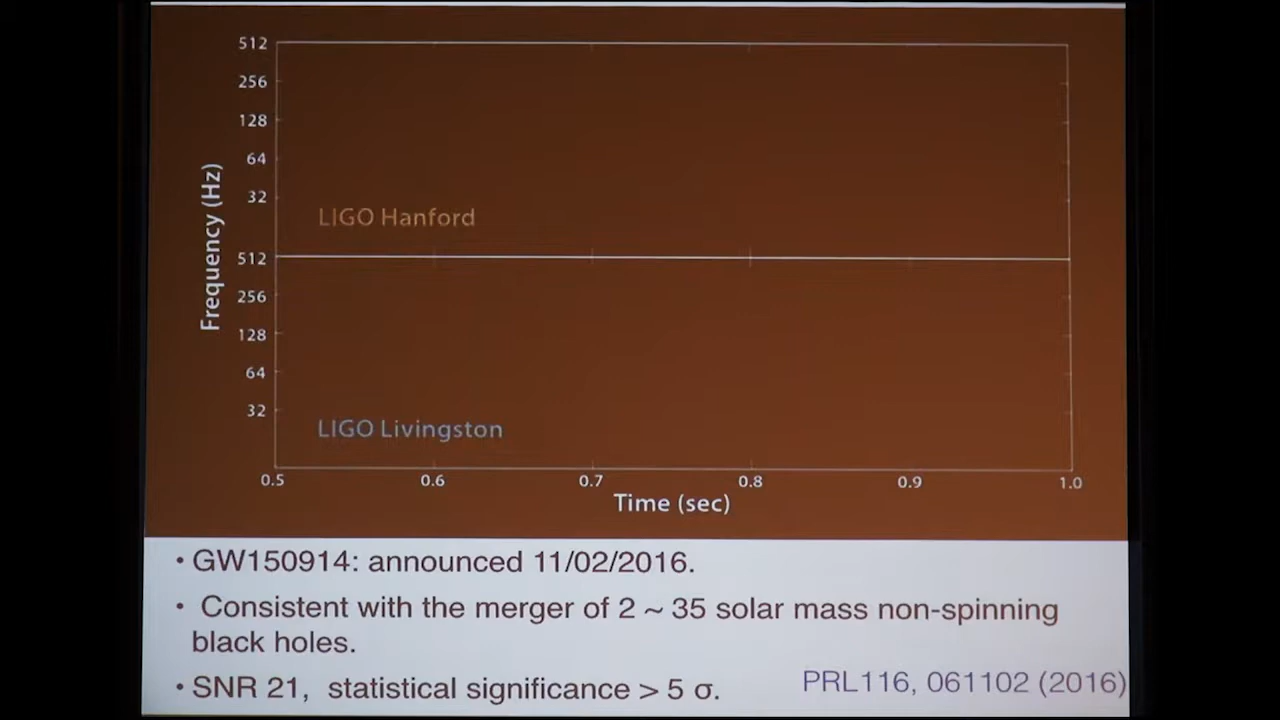 512
256
128
64
32
LIGO Hanford
Frequency (Hz)
512
256
128
64
32
LIGO Livingston
0.5 0.6 0.7 0.8 0.9 1.0
Time (sec)
• GW150914: announced 11/02/2016.
• Consistent with the merger of 2 ~ 35 solar mass non-spinning
black holes.
• SNR 21, statistical significance > 5 σ.
PRL116, 061102 (2016)